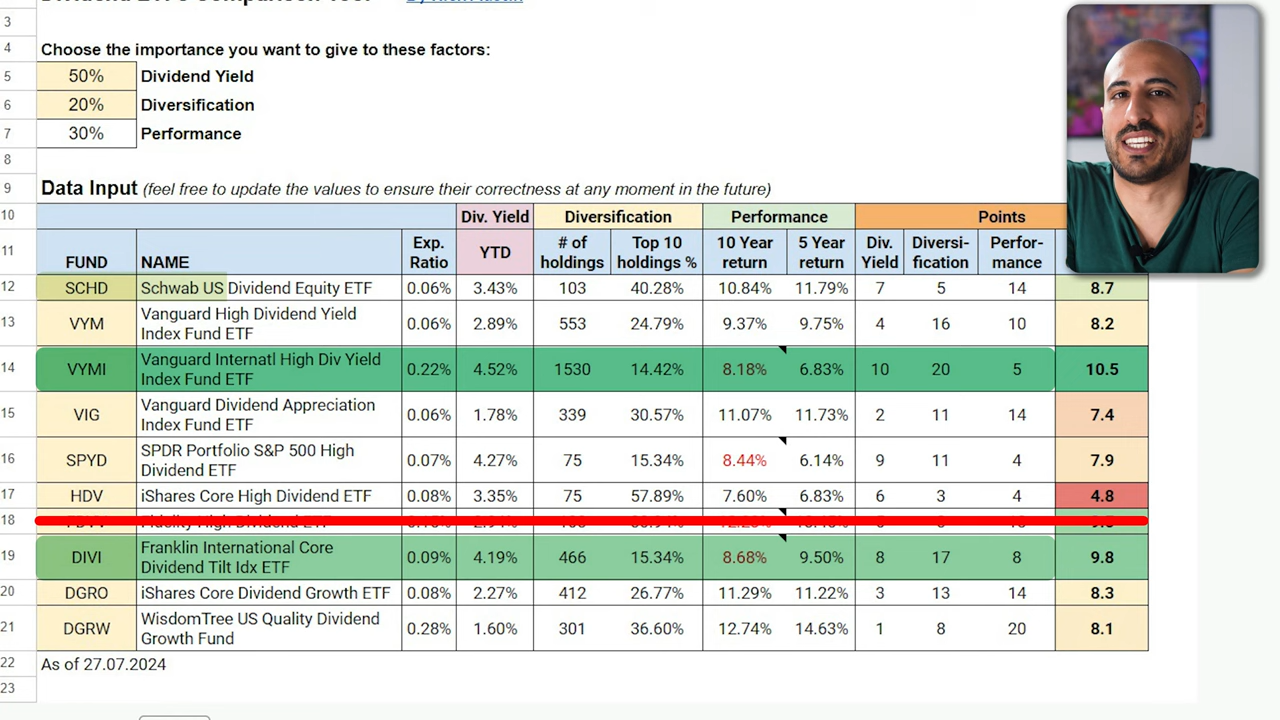 3
4 Choose the importance you want to give to these factors:
5 50% Dividend Yield
6 20% Diversification
7 30% Performance
8
9 Data Input (feel free to update the values to ensure their correctness at any moment in the future)
10 Div. Yield Diversification Performance Points
11 FUND NAME Exp. Ratio YTD # of holdings Top 10 holdings % 10 Year return 5 Year return Div. Yield Diversi-fication Perfor-mance
12 SCHD Schwab US Dividend Equity ETF 0.06% 3.43% 103 40.28% 10.84% 11.79% 7 5 14 8.7
13 VYM Vanguard High Dividend Yield Index Fund ETF 0.06% 2.89% 553 24.79% 9.37% 9.75% 4 16 10 8.2
14 VYMI Vanguard Internatl High Div Yield Index Fund ETF 0.22% 4.52% 1530 14.42% 8.18% 6.83% 10 20 5 10.5
15 VIG Vanguard Dividend Appreciation Index Fund ETF 0.06% 1.78% 339 30.57% 11.07% 11.73% 2 11 14 7.4
16 SPYD SPDR Portfolio S&P 500 High Dividend ETF 0.07% 4.27% 75 15.34% 8.44% 6.14% 9 11 4 7.9
17 HDV iShares Core High Dividend ETF 0.08% 3.35% 75 57.89% 7.60% 6.83% 6 3 4 4.8
18 Fidelity High Dividend ETF
19 DIVI Franklin International Core Dividend Tilt Idx ETF 0.09% 4.19% 466 15.34% 8.68% 9.50% 8 17 8 9.8
20 DGRO iShares Core Dividend Growth ETF 0.08% 2.27% 412 26.77% 11.29% 11.22% 3 13 14 8.3
21 DGRW WisdomTree US Quality Dividend Growth Fund 0.28% 1.60% 301 36.60% 12.74% 14.63% 1 8 20 8.1
22 As of 27.07.2024
23